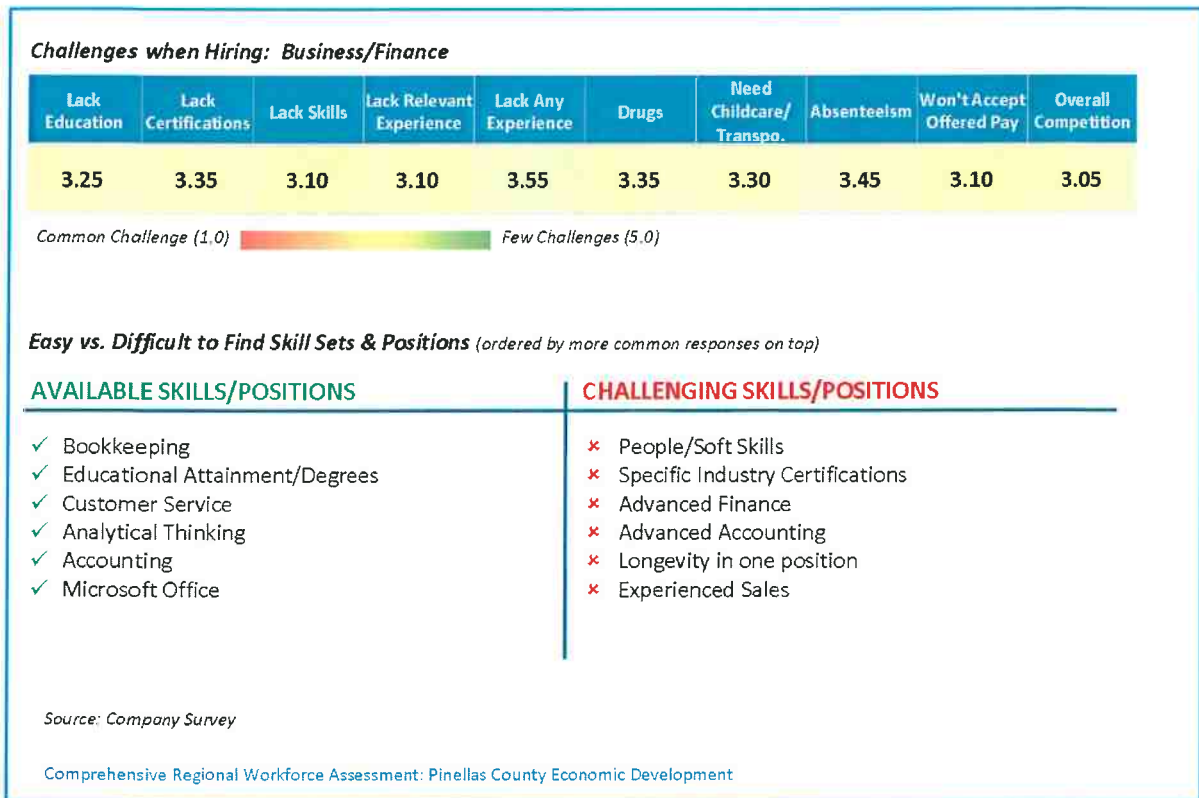 Challenges when Hiring: Business/Finance
Lack Education
Lack Certifications
Lack Skills
Lack Relevant Experience
Lack Any Experience
Drugs
Need Childcare/ Transpo.
Absenteeism
Won't Accept Offered Pay
Overall Competition
3.25 3.35 3.10 3.10 3.55 3.35 3.30 3.45 3.10 3.05
Common Challenge (1.0) Few Challenges (5.0)
Easy vs. Difficult to Find Skill Sets & Positions (ordered by more common responses on top)
AVAILABLE SKILLS/POSITIONS
✓ Bookkeeping
✓ Educational Attainment/Degrees
✓ Customer Service
✓ Analytical Thinking
✓ Accounting
✓ Microsoft Office
CHALLENGING SKILLS/POSITIONS
× People/Soft Skills
× Specific Industry Certifications
× Advanced Finance
× Advanced Accounting
× Longevity in one position
× Experienced Sales
Source: Company Survey
Comprehensive Regional Workforce Assessment: Pinellas County Economic Development